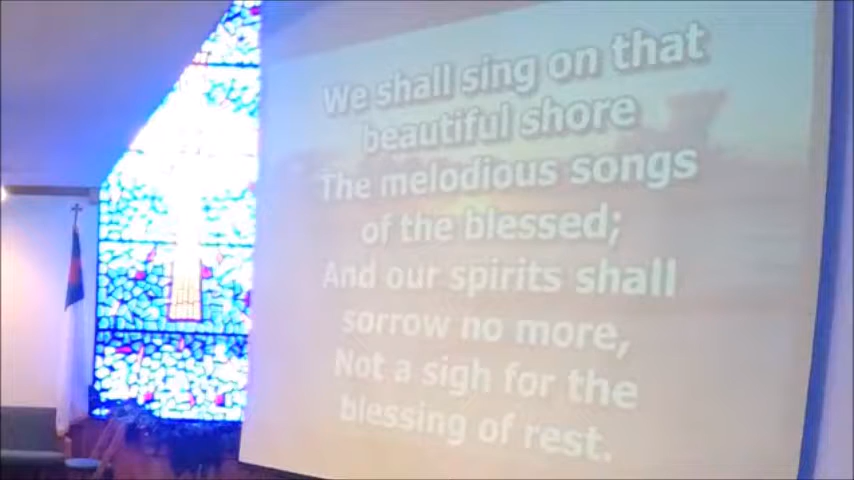 We shall sing on that
beautiful shore
The melodious songs
of the blessed;
And our spirits shall
sorrow no more,
Not a sigh for the
blessing of rest.